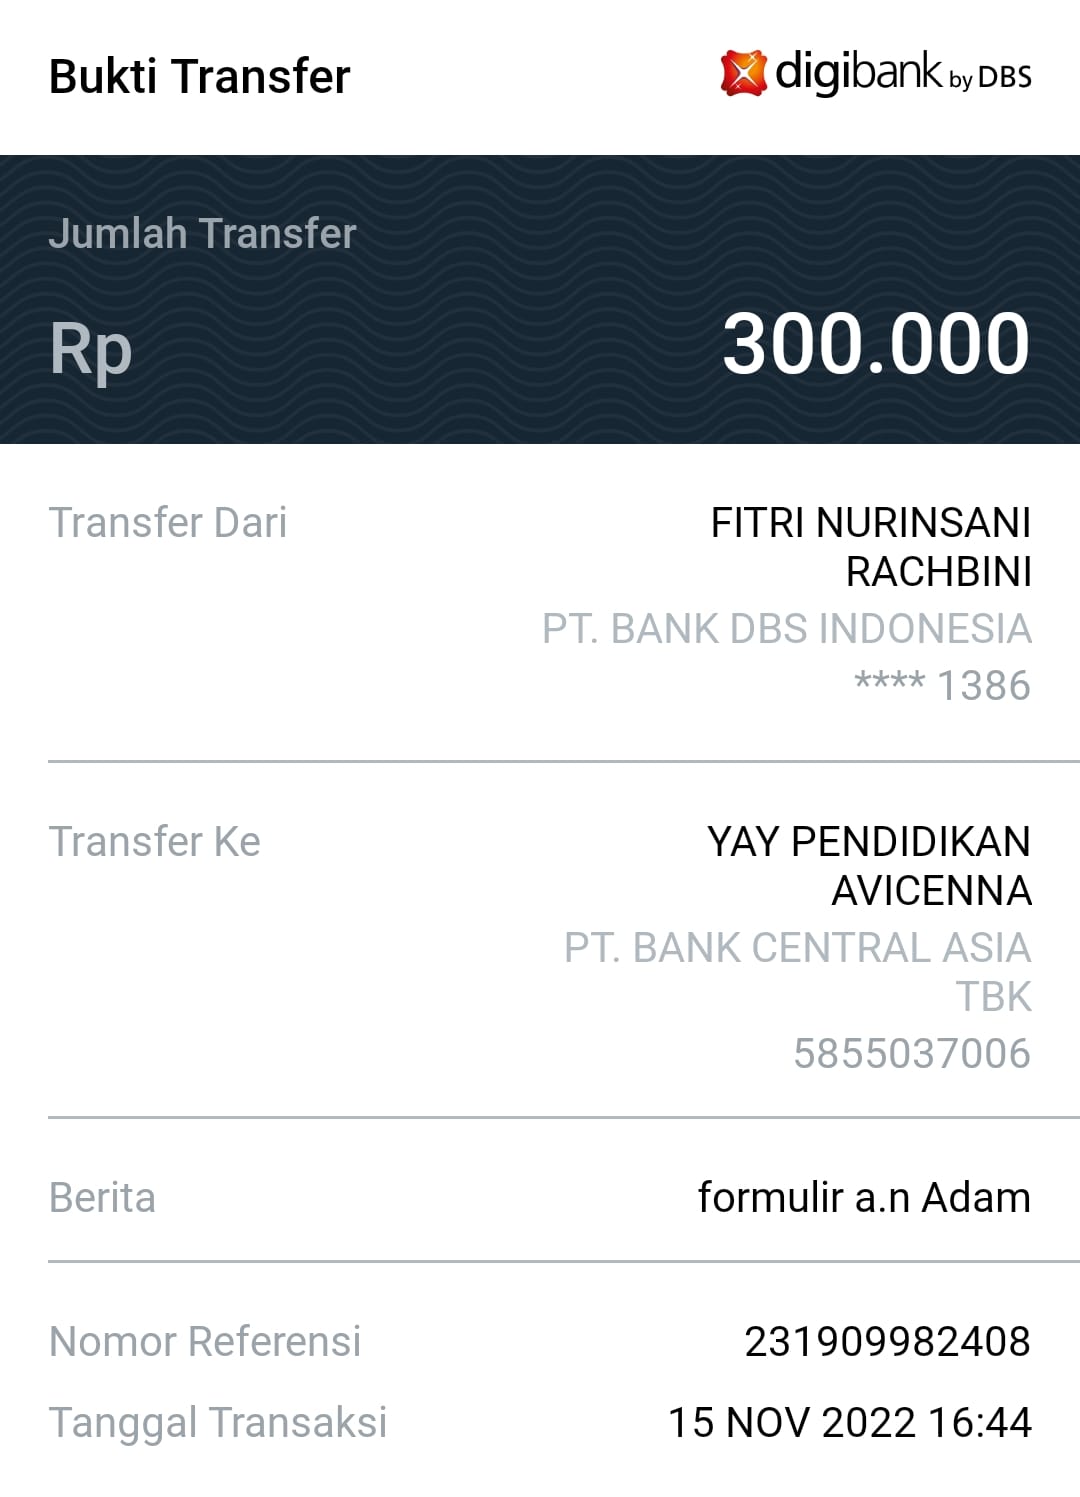 Bukti Transfer
digibank by DBS
Jumlah Transfer
Rp 300.000
Transfer Dari
FITRI NURINSANI
RACHBINI
PT. BANK DBS INDONESIA
**** 1386
Transfer Ke
YAY PENDIDIKAN
AVICENNA
PT. BANK CENTRAL ASIA
TBK
5855037006
Berita
formulir a.n Adam
Nomor Referensi
231909982408
Tanggal Transaksi
15 NOV 2022 16:44